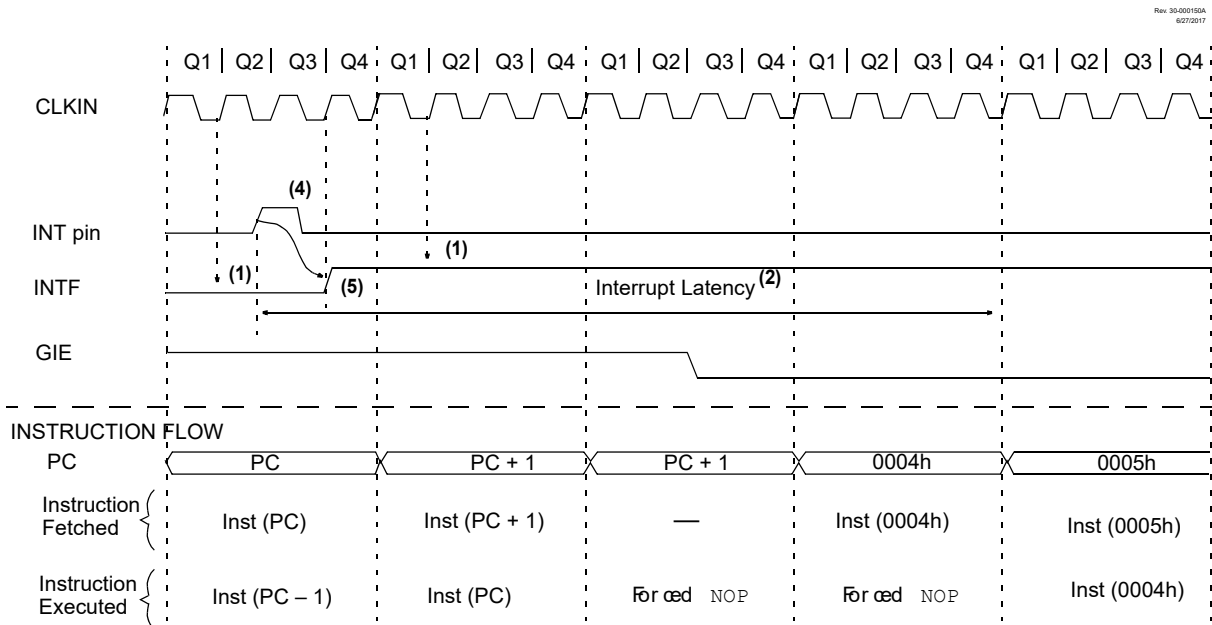 Rev. 30-000150A
6/27/2017
Q1 Q2 Q3 Q4 Q1 Q2 Q3 Q4 Q1 Q2 Q3 Q4 Q1 Q2 Q3 Q4 Q1 Q2 Q3 Q4
CLKIN
(4)
INT pin
(1)
(1)
INTF
(5)
Interrupt Latency (2)
GIE
INSTRUCTION FLOW
PC PC PC + 1 PC + 1 0004h 0005h
Instruction
Fetched
Inst (PC) Inst (PC + 1) — Inst (0004h) Inst (0005h)
Instruction
Executed
Inst (PC – 1) Inst (PC) Forced NOP Forced NOP Inst (0004h)